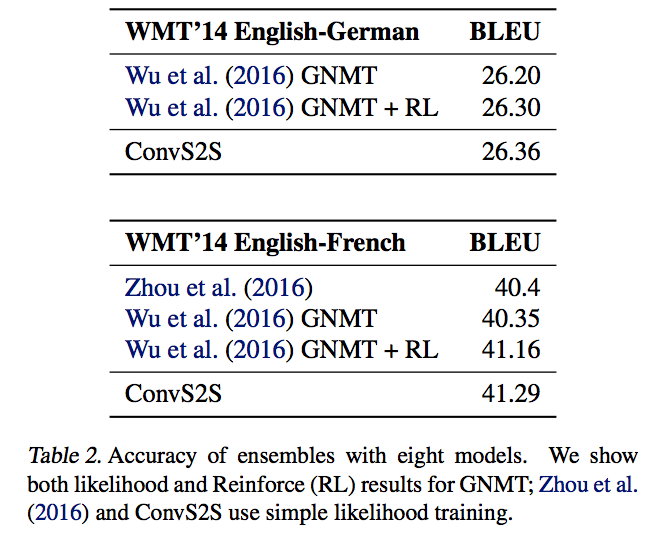 WMT'14 English-German BLEU
Wu et al. (2016) GNMT 26.20
Wu et al. (2016) GNMT + RL 26.30
ConvS2S 26.36
WMT'14 English-French BLEU
Zhou et al. (2016) 40.4
Wu et al. (2016) GNMT 40.35
Wu et al. (2016) GNMT + RL 41.16
ConvS2S 41.29
Table 2. Accuracy of ensembles with eight models. We show
both likelihood and Reinforce (RL) results for GNMT; Zhou et al.
(2016) and ConvS2S use simple likelihood training.